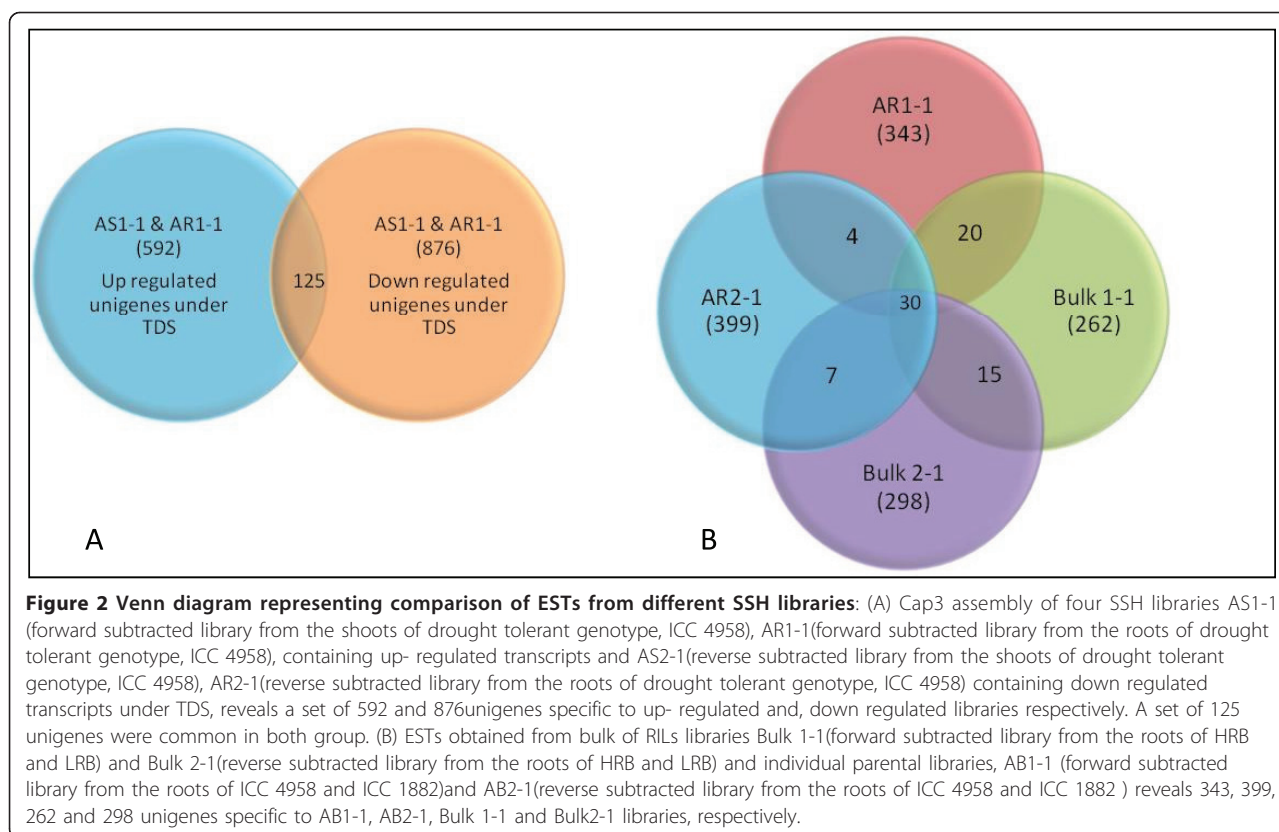 AS1-1 & AR1-1
(592)
Up regulated
unigenes under
TDS
125
AS1-1 & AR1-1
(876)
Down regulated
unigenes under
TDS
A
AR1-1
(343)
4
20
AR2-1
(399)
30
Bulk 1-1
(262)
7
15
Bulk 2-1
(298)
B
Figure 2 Venn diagram representing comparison of ESTs from different SSH libraries: (A) Cap3 assembly of four SSH libraries AS1-1
(forward subtracted library from the shoots of drought tolerant genotype, ICC 4958), AR1-1(forward subtracted library from the roots of drought
tolerant genotype, ICC 4958), containing up- regulated transcripts and AS2-1(reverse subtracted library from the shoots of drought tolerant
genotype, ICC 4958), AR2-1(reverse subtracted library from the roots of drought tolerant genotype, ICC 4958) containing down regulated
transcripts under TDS, reveals a set of 592 and 876unigenes specific to up- regulated and, down regulated libraries respectively. A set of 125
unigenes were common in both group. (B) ESTs obtained from bulk of RILs libraries Bulk 1-1(forward subtracted library from the roots of HRB
and LRB) and Bulk 2-1(reverse subtracted library from the roots of HRB and LRB) and individual parental libraries, AB1-1 (forward subtracted
library from the roots of ICC 4958 and ICC 1882)and AB2-1(reverse subtracted library from the roots of ICC 4958 and ICC 1882 ) reveals 343, 399,
262 and 298 unigenes specific to AB1-1, AB2-1, Bulk 1-1 and Bulk2-1 libraries, respectively.